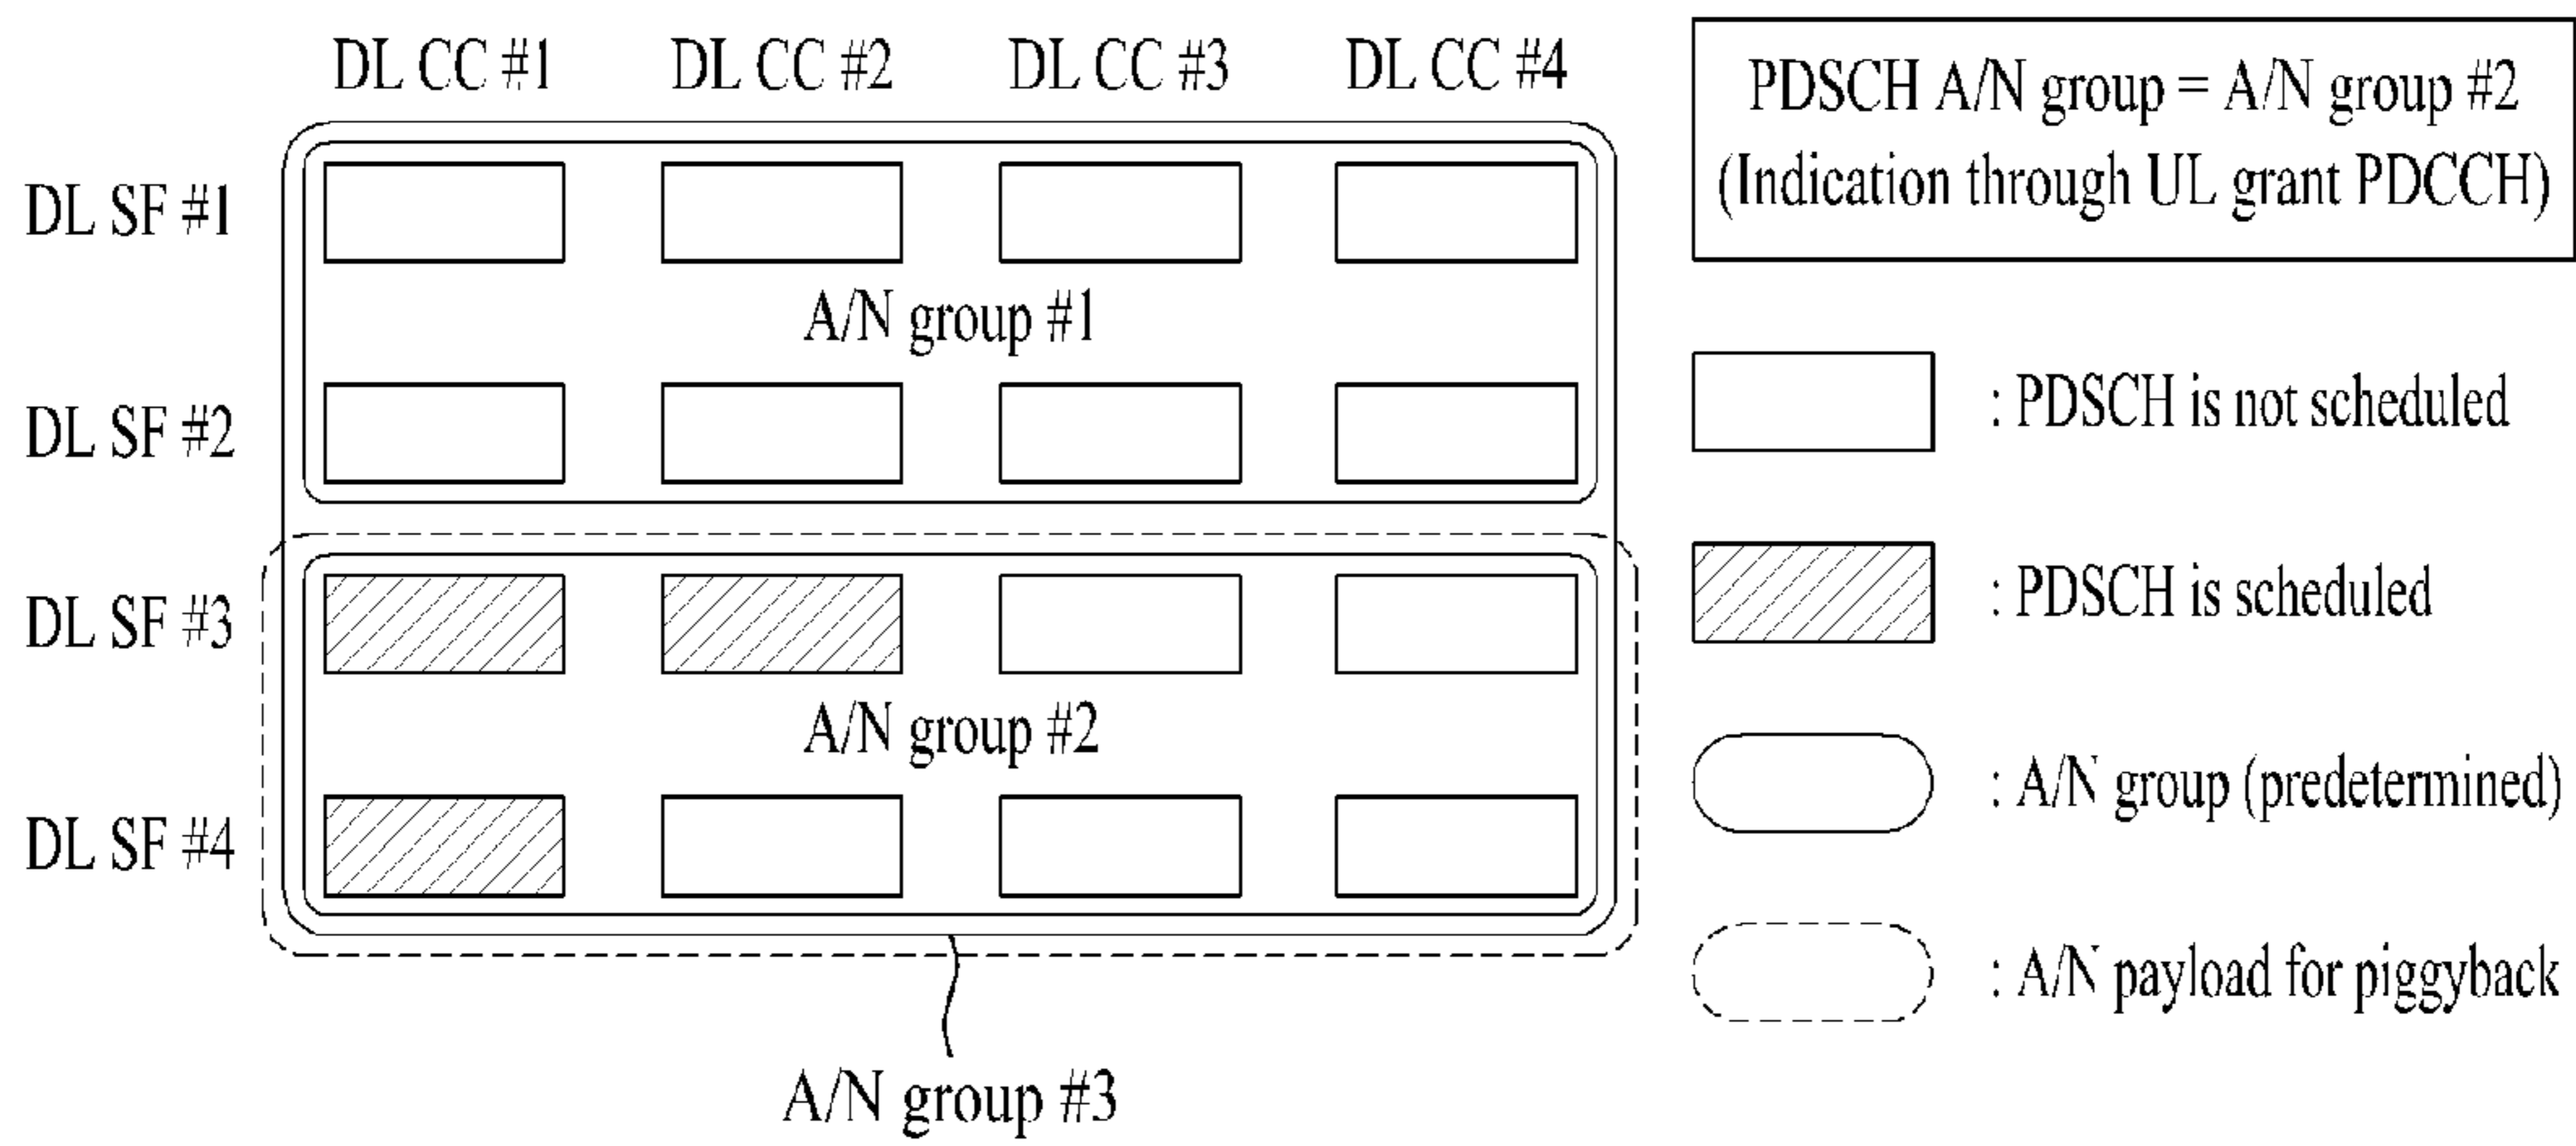 DL CC #1 DL CC #2 DL CC #3 DL CC #4
DL SF #1
A/N group #1
DL SF #2
DL SF #3
A/N group #2
DL SF #4
A/N group #3
PDSCH A/N group = A/N group #2
(Indication through UL grant PDCCH)
: PDSCH is not scheduled
: PDSCH is scheduled
: A/N group (predetermined)
: A/N payload for piggyback